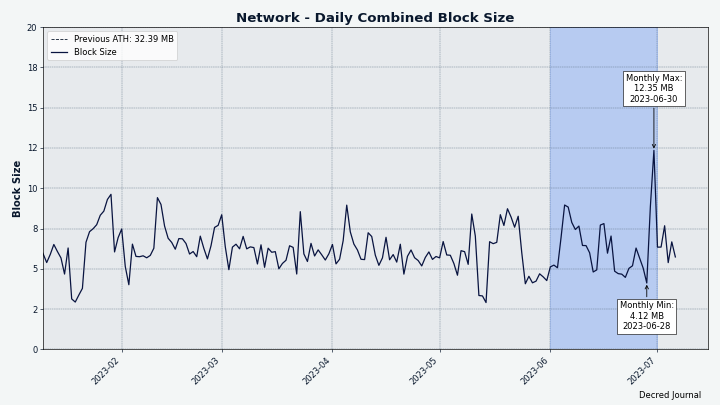 Network - Daily Combined Block Size
Previous ATH: 32.39 MB
Block Size
Monthly Max:
12.35 MB
2023-06-30
Monthly Min:
4.12 MB
2023-06-28
Block Size
20
18
15
12
10
8
5
2
0
2023-02
2023-03
2023-04
2023-05
2023-06
2023-07
Decred Journal